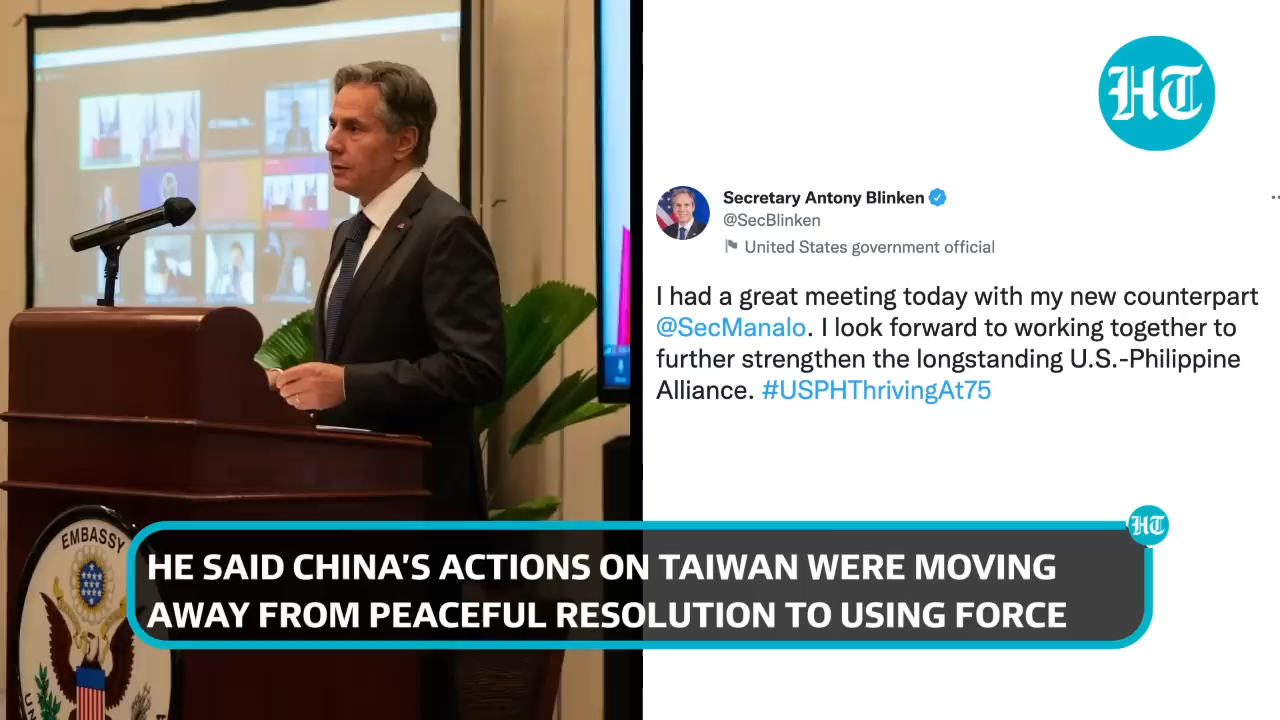 HT
Secretary Antony Blinken
@SecBlinken
United States government official
I had a great meeting today with my new counterpart
@SecManalo. I look forward to working together to
further strengthen the longstanding U.S.-Philippine
Alliance. #USPHThrivingAt75
HT
HE SAID CHINA'S ACTIONS ON TAIWAN WERE MOVING
AWAY FROM PEACEFUL RESOLUTION TO USING FORCE
EMBASSY